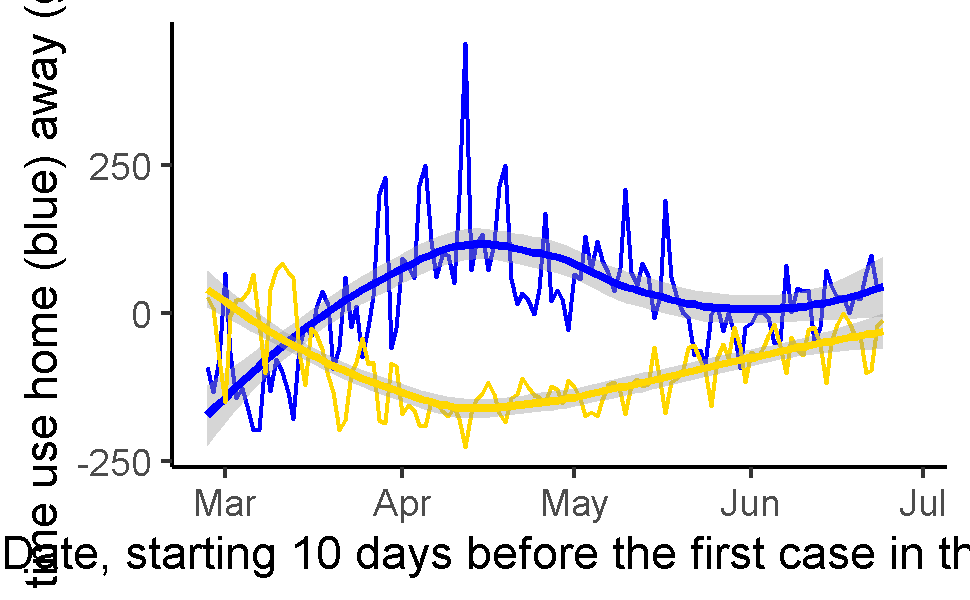 time use home (blue) away (
250
0
-250
Mar Apr May Jun Jul
Date, starting 10 days before the first case in th